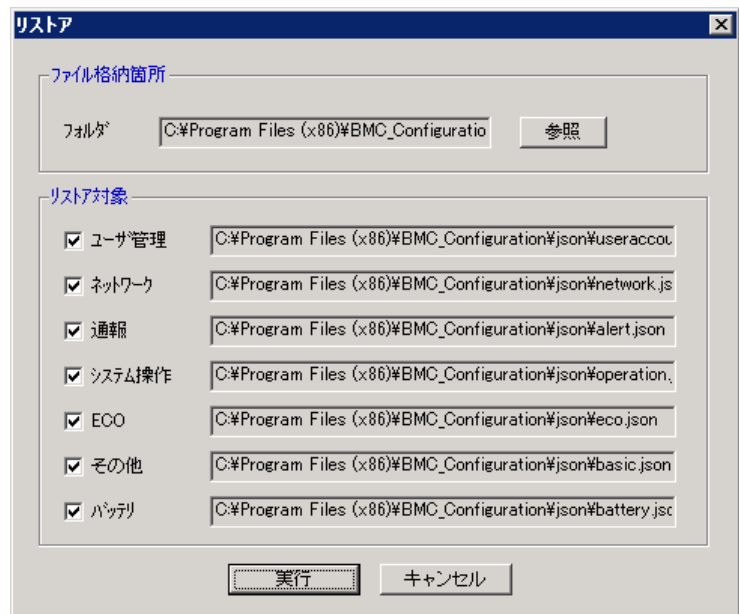 リストア
ファイル格納箇所
フォルダ C:¥Program Files (x86)¥BMC_Configuratio 参照
リストア対象
ユーザ管理 C:¥Program Files (x86)¥BMC_Configuration¥json¥useraccou
ネットワーク C:¥Program Files (x86)¥BMC_Configuration¥json¥network.js
通報 C:¥Program Files (x86)¥BMC_Configuration¥json¥alert.json
システム操作 C:¥Program Files (x86)¥BMC_Configuration¥json¥operation.
ECO C:¥Program Files (x86)¥BMC_Configuration¥json¥eco.json
その他 C:¥Program Files (x86)¥BMC_Configuration¥json¥basic.json
バッテリ C:¥Program Files (x86)¥BMC_Configuration¥json¥battery.jsc
実行 キャンセル